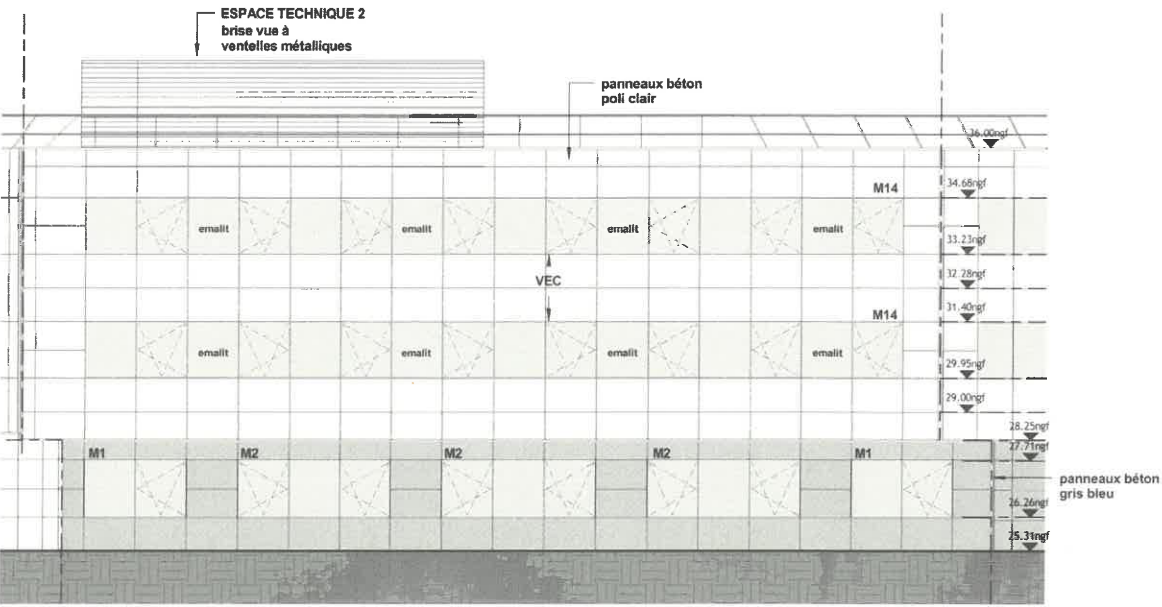 ESPACE TECHNIQUE 2
brise vue à
ventelles métalliques
panneaux béton
poli clair
36.00ngf
M14
34.68ngf
emalit
emalit
emalit
emalit
33.23ngf
VEC
32.28ngf
31.40ngf
M14
emalit
emalit
emalit
emalit
29.95ngf
29.00ngf
28.25ngf
27.71ngf
M1
M2
M2
M2
M1
panneaux béton
gris bleu
26.26ngf
25.31ngf